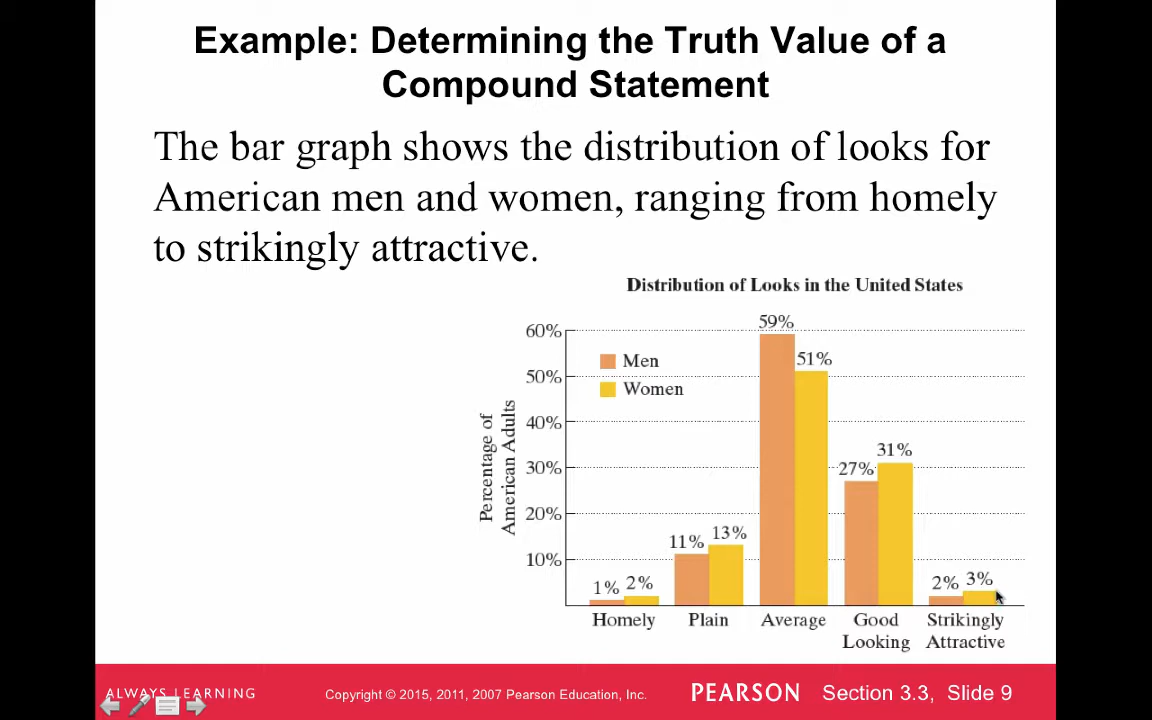 Example: Determining the Truth Value of a
Compound Statement
The bar graph shows the distribution of looks for
American men and women, ranging from homely
to strikingly attractive.
Distribution of Looks in the United States
Percentage of
American Adults
60%
50%
40%
30%
20%
10%
Men
Women
1% 2%
11% 13%
59% 51%
27% 31%
2% 3%
Homely Plain Average Good Strikingly
Looking Attractive
ALWAYS LEARNING Copyright © 2015, 2011, 2007 Pearson Education, Inc. PEARSON Section 3.3, Slide 9